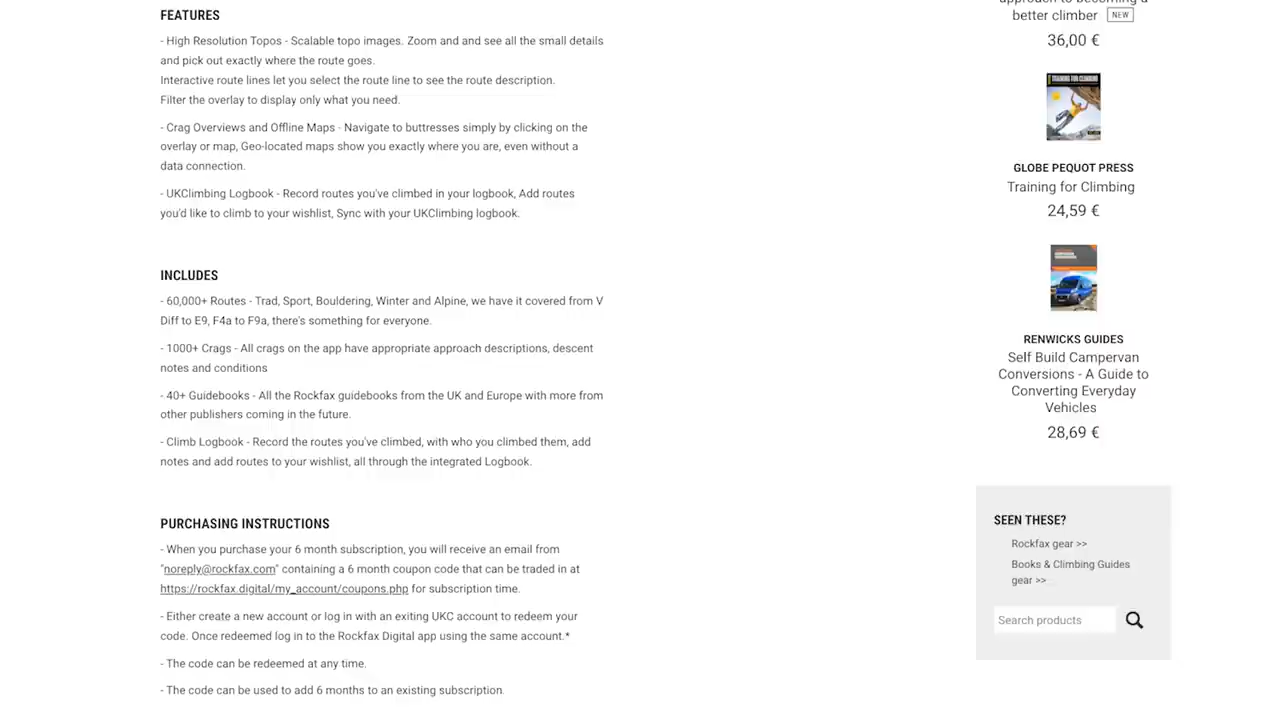 FEATURES
- High Resolution Topos - Scalable topo images. Zoom and and see all the small details
and pick out exactly where the route goes.
Interactive route lines let you select the route line to see the route description.
Filter the overlay to display only what you need.
- Crag Overviews and Offline Maps - Navigate to buttresses simply by clicking on the
overlay or map, Geo-located maps show you exactly where you are, even without a
data connection.
- UKClimbing Logbook - Record routes you've climbed in your logbook, Add routes
you'd like to climb to your wishlist, Sync with your UKClimbing logbook.
INCLUDES
- 60,000+ Routes - Trad, Sport, Bouldering, Winter and Alpine, we have it covered from V
Diff to E9, F4a to F9a, there's something for everyone.
- 1000+ Crags - All crags on the app have appropriate approach descriptions, descent
notes and conditions
- 40+ Guidebooks - All the Rockfax guidebooks from the UK and Europe with more from
other publishers coming in the future.
- Climb Logbook - Record the routes you've climbed, with who you climbed them, add
notes and add routes to your wishlist, all through the integrated Logbook.
PURCHASING INSTRUCTIONS
- When you purchase your 6 month subscription, you will receive an email from
"noreply@rockfax.com" containing a 6 month coupon code that can be traded in at
https://rockfax.digital/my_account/coupons.php for subscription time.
- Either create a new account or log in with an exiting UKC account to redeem your
code. Once redeemed log in to the Rockfax Digital app using the same account.*
- The code can be redeemed at any time.
- The code can be used to add 6 months to an existing subscription.
approach to becoming a
better climber NEW
36,00 €
TRAINING FOR CLIMBING
GLOBE PEQUOT PRESS
Training for Climbing
24,59 €
RENWICKS GUIDES
Self Build Campervan
Conversions - A Guide to
Converting Everyday
Vehicles
28,69 €
SEEN THESE?
Rockfax gear >>
Books & Climbing Guides
gear >>
Search products